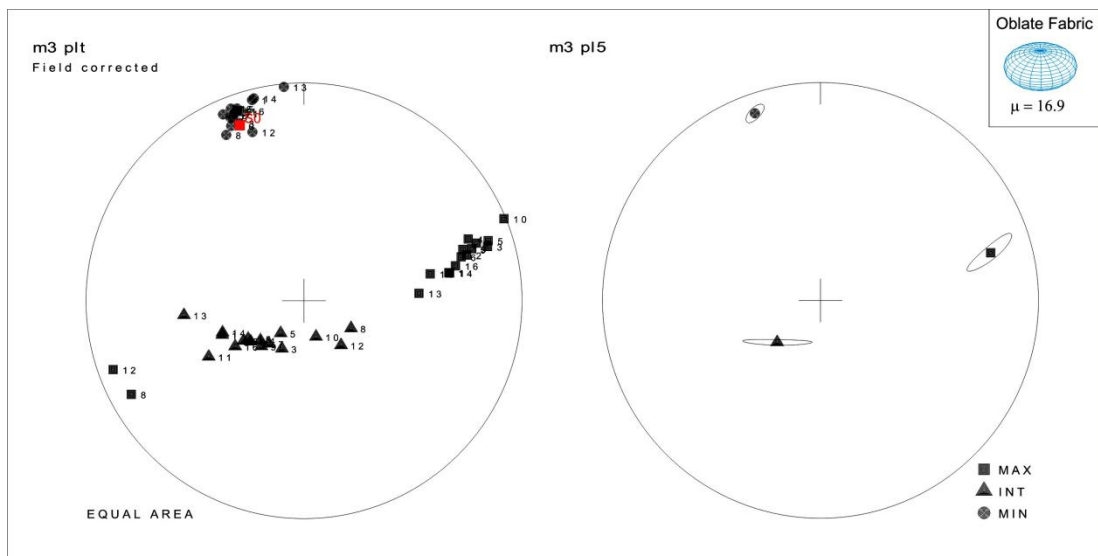 m3 plt
Field corrected
m3 pl5
Oblate Fabric
μ = 16.9
13
14
12
8
10
5
3
16
14
13
13
14
5
8
10
12
3
11
12
8
EQUAL AREA
MAX
INT
MIN